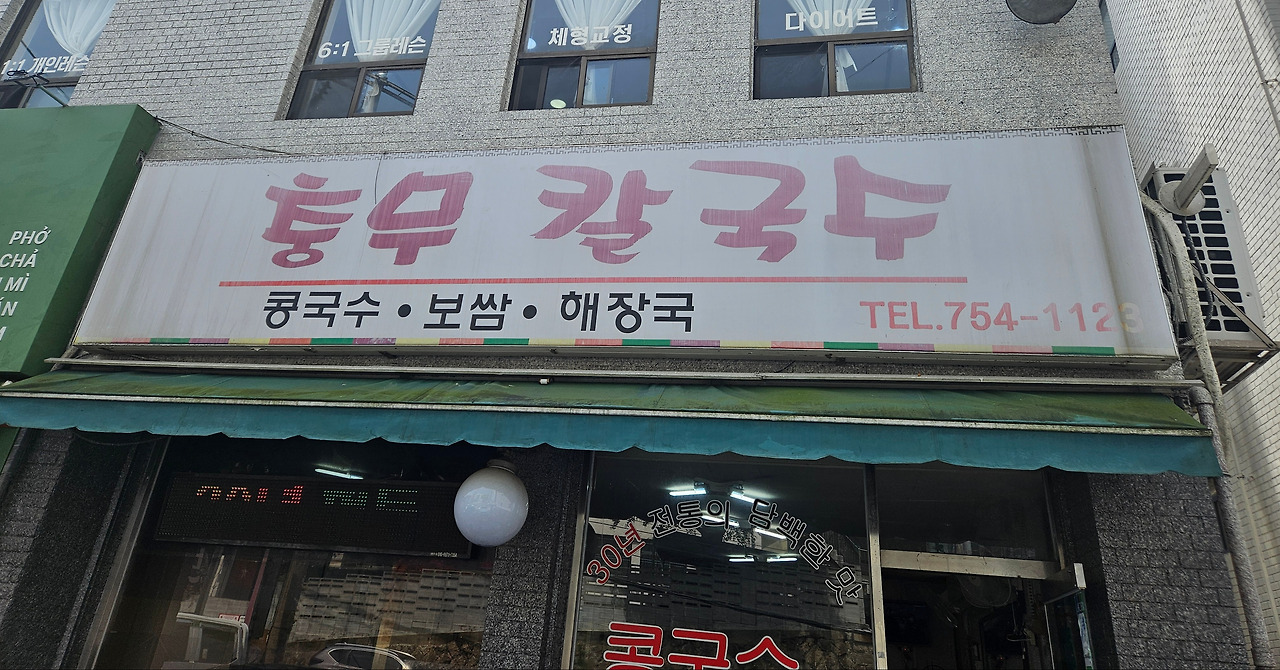 1:1 개인레슨
6:1 그룹레슨
체형교정
다이어트
충무 칼국수
콩국수 • 보쌈 • 해장국
TEL.754-1123
PHỞ
CHẢ
MÌ
30년 전통의 담백한 맛
콩국수